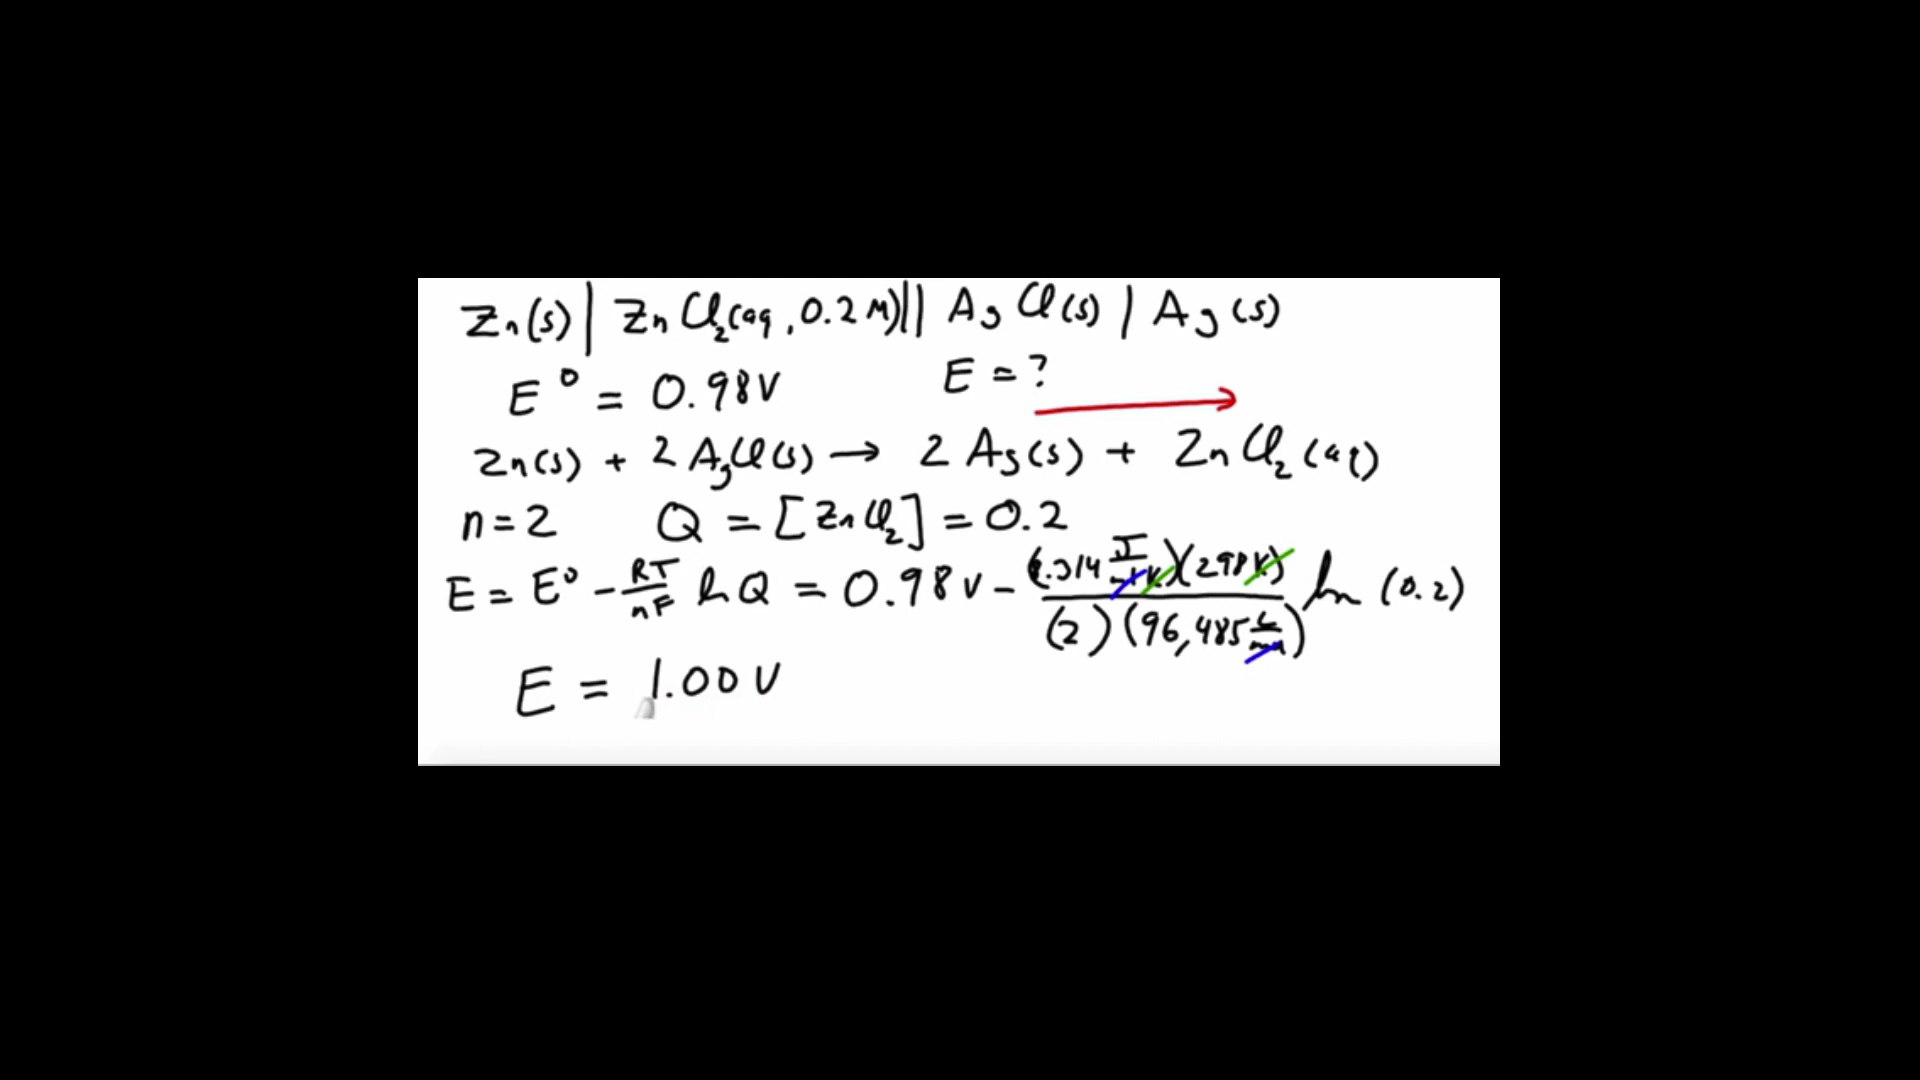 Zn(s) | ZnCl₂(aq, 0.2 M) || AgCl(s) | Ag(s)
E° = 0.98V E = ?
Zn(s) + 2 AgCl(s) → 2 Ag(s) + ZnCl₂(aq)
n = 2 Q = [ZnCl₂] = 0.2
E = E° - RT/nF ln Q = 0.98 V - (8.314 J/mol K)(298 K)/(2)(96,485 C/mol) ln (0.2)
E = 1.00 V